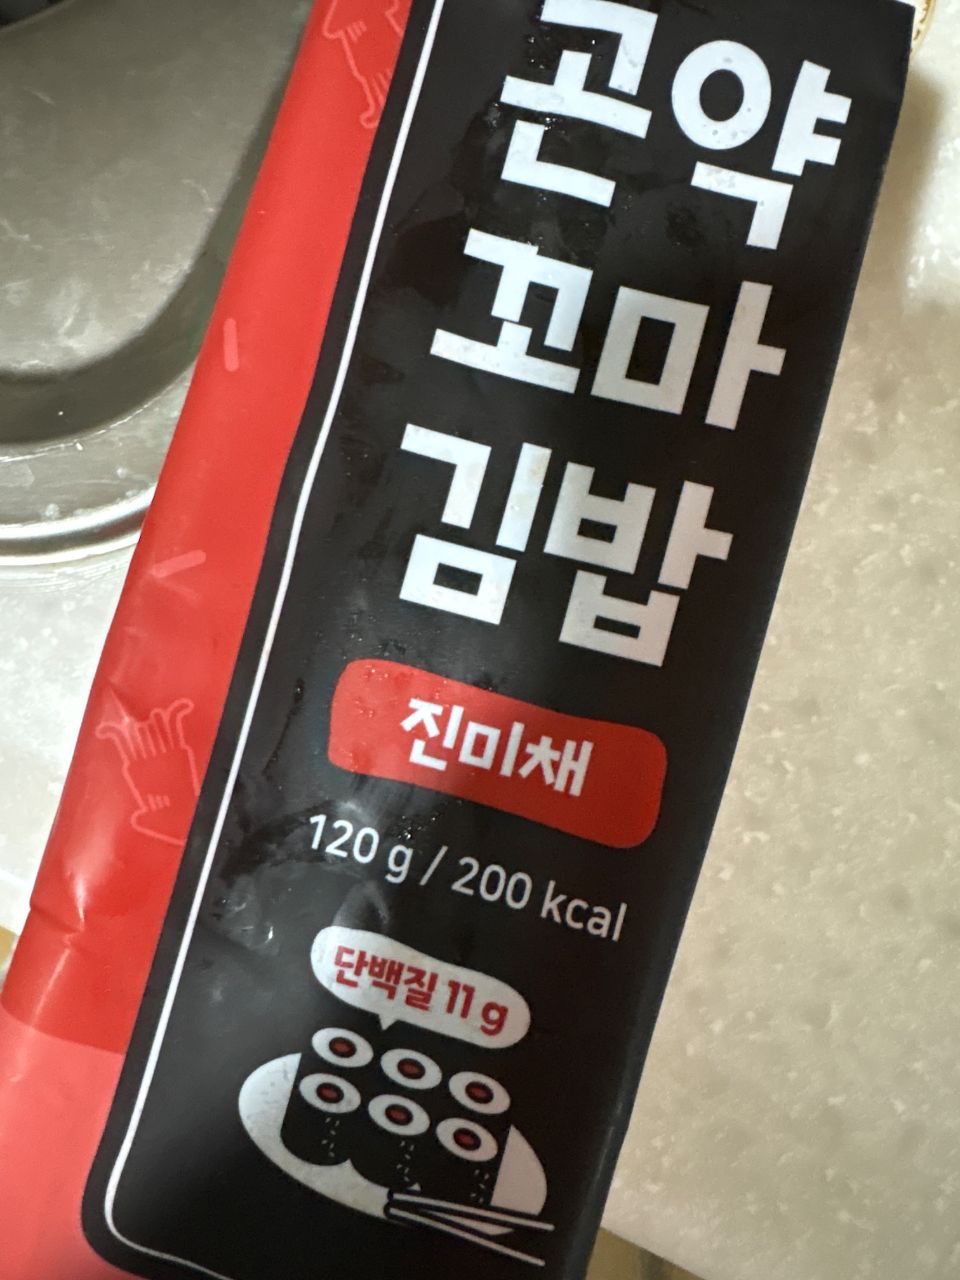 곤약
꼬마
김밥
진미채
120 g / 200 kcal
단백질 11 g